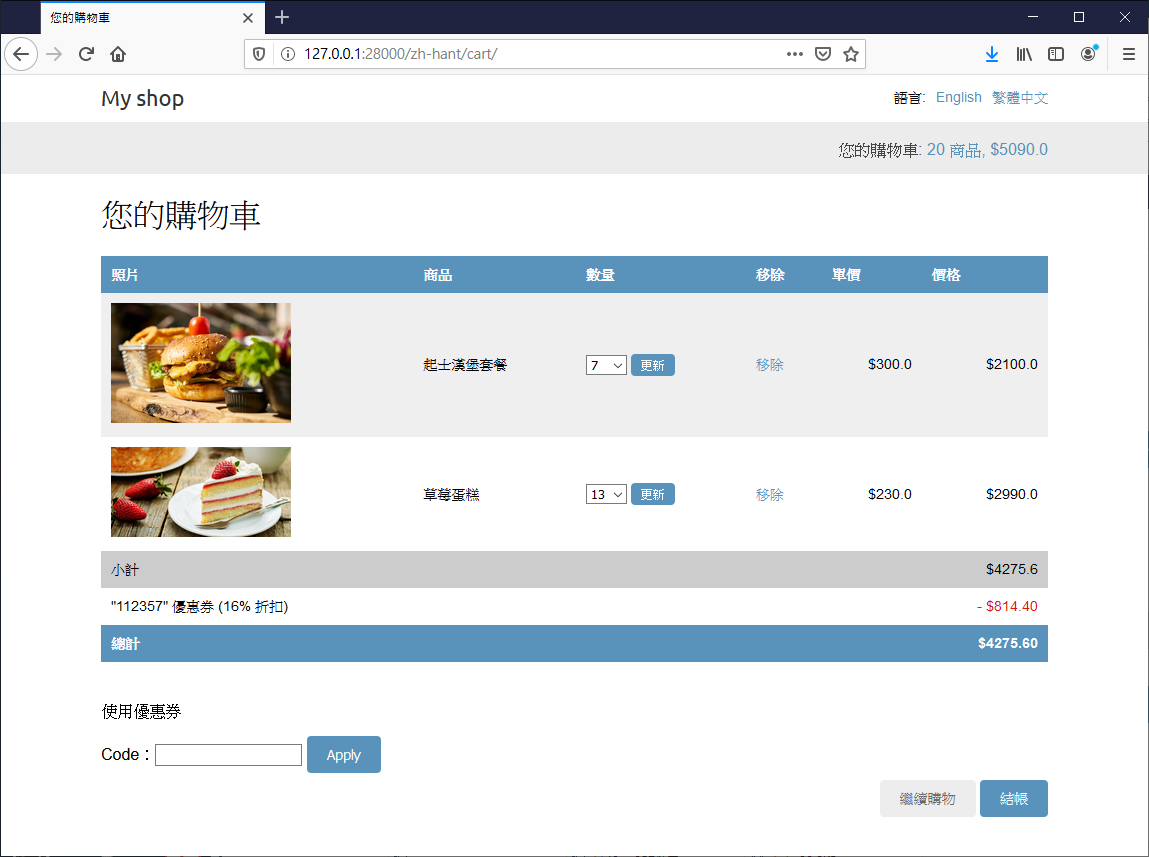 您的購物車
127.0.0.1:28000/zh-hant/cart/
My shop
語言: English 繁體中文
您的購物車: 20 商品, $5090.0
您的購物車
照片 商品 數量 移除 單價 價格
起士漢堡套餐 7 更新 移除 $300.0 $2100.0
草莓蛋糕 13 更新 移除 $230.0 $2990.0
小計 $4275.6
"112357" 優惠券 (16% 折扣) - $814.40
總計 $4275.60
使用優惠券
Code： Apply
繼續購物 結帳